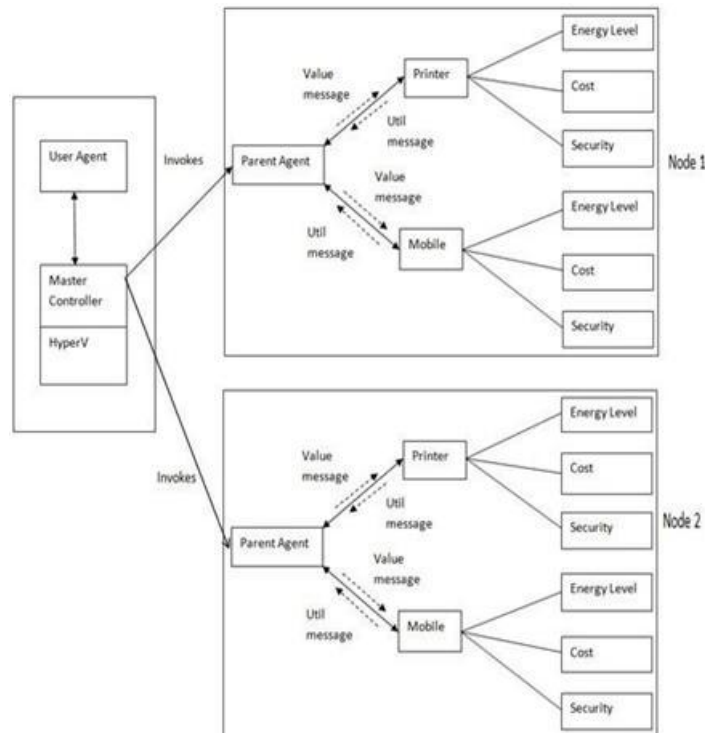 User Agent
Master
Controller
HyperV
Invokes
Invokes
Parent Agent
Value
message
Util
message
Printer
Value
message
Util
message
Mobile
Energy Level
Cost
Security
Energy Level
Cost
Security
Node 1
Parent Agent
Value
message
Util
message
Printer
Value
message
Util
message
Mobile
Energy Level
Cost
Security
Energy Level
Cost
Security
Node 2